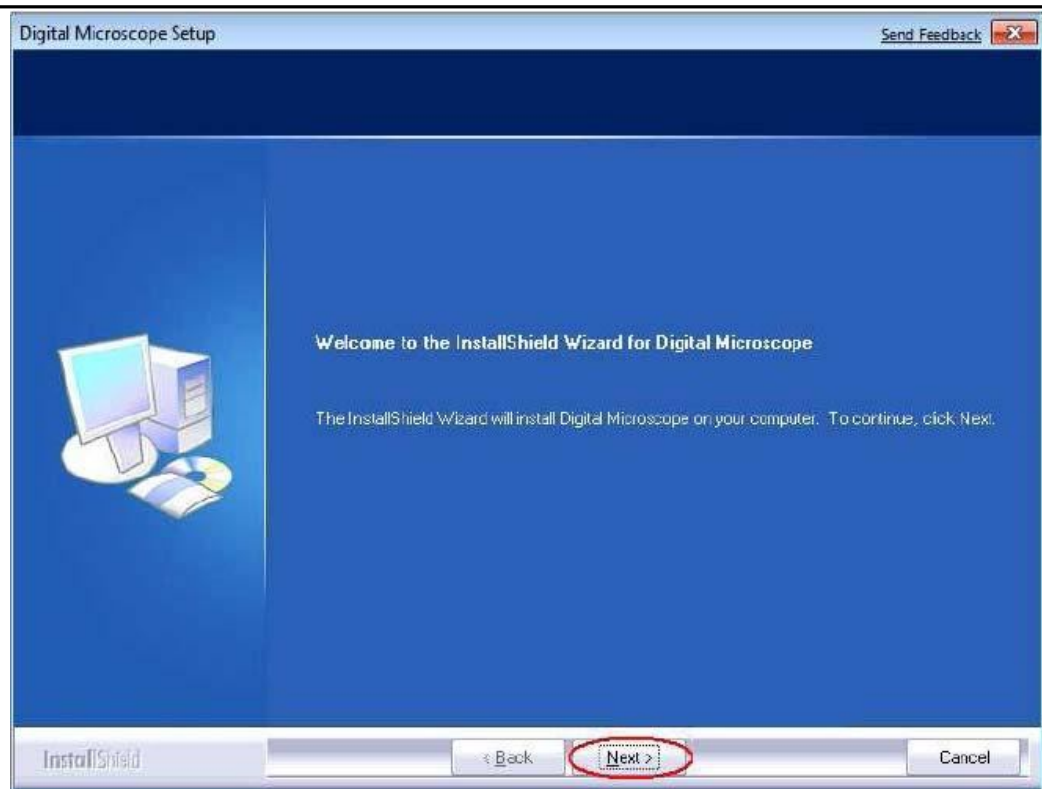 Digital Microscope Setup
Send Feedback
Welcome to the InstallShield Wizard for Digital Microscope
The InstallShield Wizard will install Digital Microscope on your computer. To continue, click Next.
InstallShield
< Back
Next >
Cancel